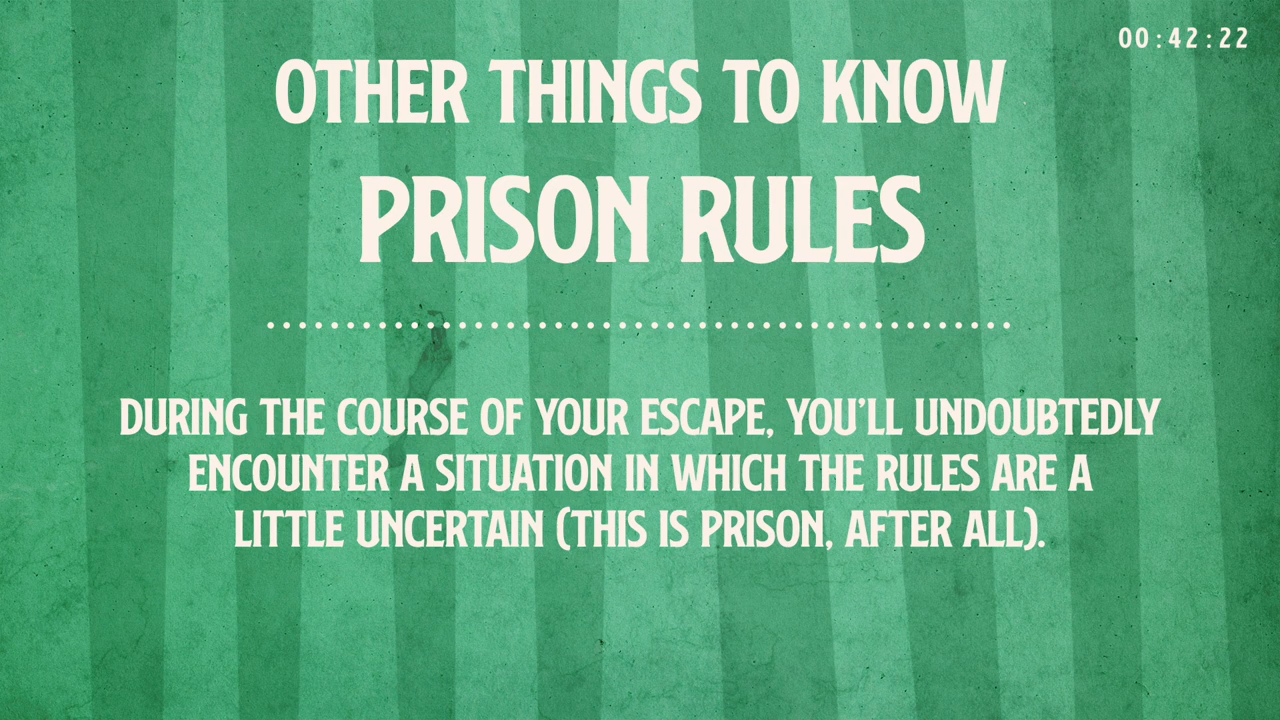 00:42:22
OTHER THINGS TO KNOW
PRISON RULES
DURING THE COURSE OF YOUR ESCAPE, YOU'LL UNDOUBTEDLY
ENCOUNTER A SITUATION IN WHICH THE RULES ARE A
LITTLE UNCERTAIN (THIS IS PRISON, AFTER ALL).